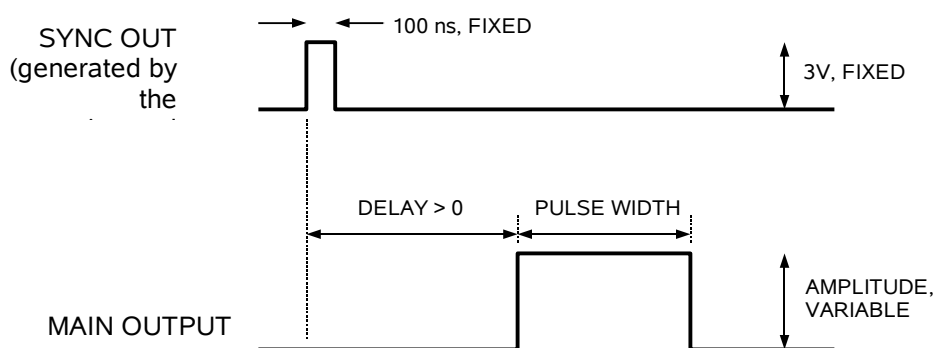 SYNC OUT
(generated by
the
100 ns, FIXED
3V, FIXED
DELAY > 0
PULSE WIDTH
AMPLITUDE,
VARIABLE
MAIN OUTPUT